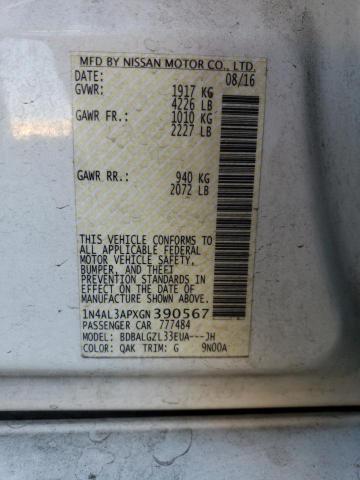 MFD BY NISSAN MOTOR CO., LTD.
DATE: 08/16
GVWR: 1917 KG
4226 LB
GAWR FR.: 1010 KG
2227 LB
GAWR RR.: 940 KG
2072 LB
THIS VEHICLE CONFORMS TO
ALL APPLICABLE FEDERAL
MOTOR VEHICLE SAFETY,
BUMPER, AND THEFT
PREVENTION STANDARDS IN
EFFECT ON THE DATE OF
MANUFACTURE SHOWN ABOVE.
1N4AL3APXGN390567
PASSENGER CAR 777484
MODEL: BDBALGZL33EUA---JH
COLOR: QAK TRIM: G 9N00A